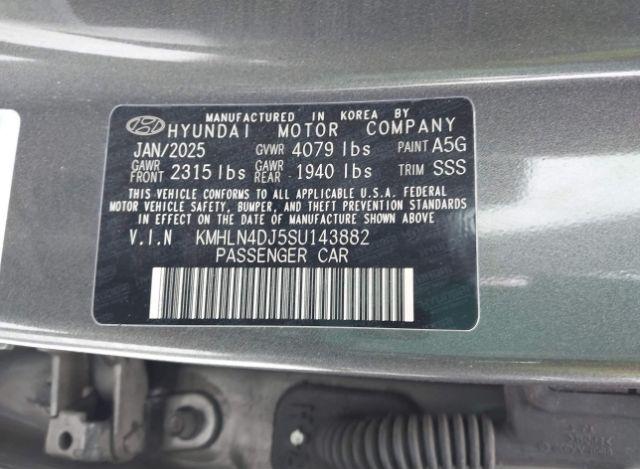 MANUFACTURED IN KOREA BY
HYUNDAI MOTOR COMPANY
JAN/2025 GVWR 4079 lbs PAINT A5G
GAWR FRONT 2315 lbs GAWR REAR 1940 lbs TRIM SSS
THIS VEHICLE CONFORMS TO ALL APPLICABLE U.S.A. FEDERAL
MOTOR VEHICLE SAFETY, BUMPER, AND THEFT PREVENTION STANDARDS
IN EFFECT ON THE DATE OF MANUFACTURE SHOWN ABOVE.
V.I.N KMHLN4DJ5SU143882
PASSENGER CAR